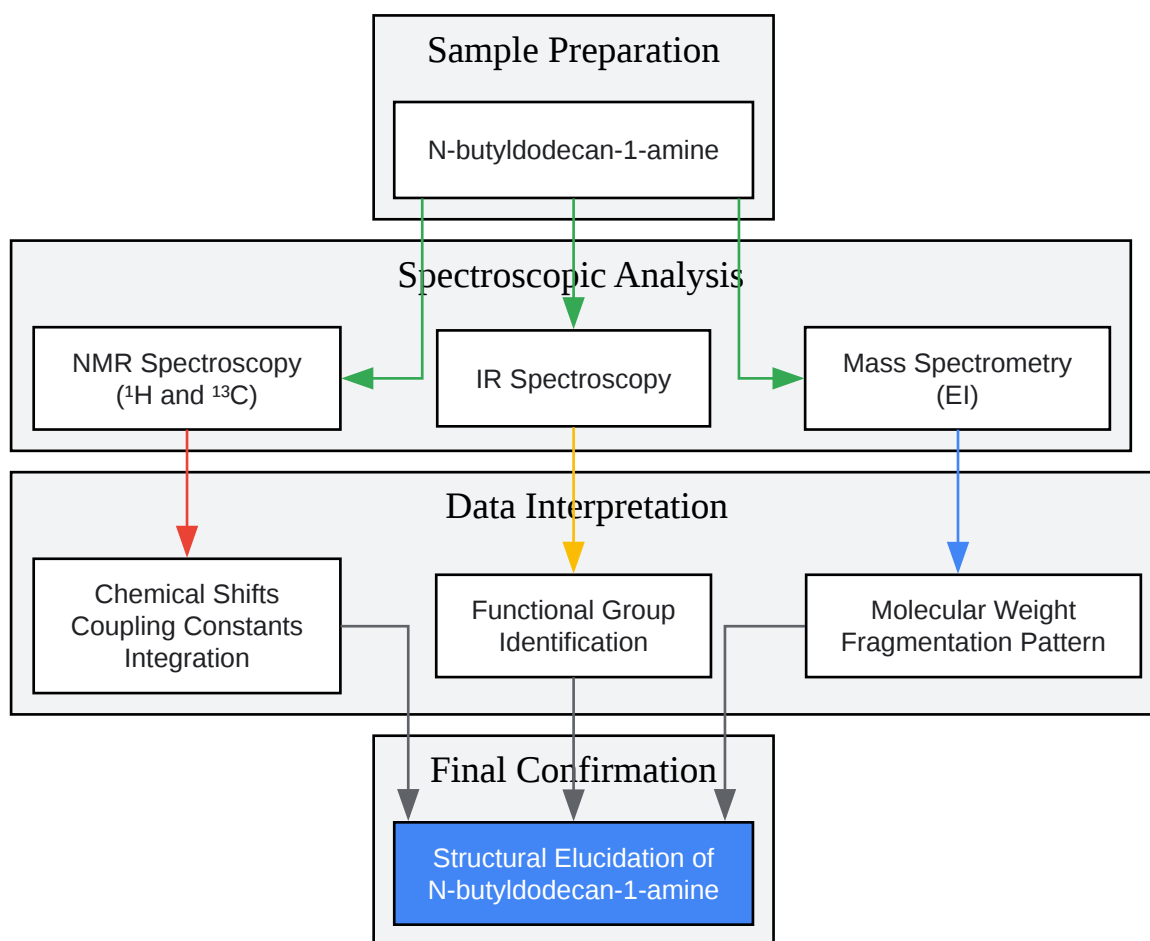 Sample Preparation
N-butyldodecan-1-amine
Spectroscopic Analysis
NMR Spectroscopy
(¹H and ¹³C)
IR Spectroscopy
Mass Spectrometry
(EI)
Data Interpretation
Chemical Shifts
Coupling Constants
Integration
Functional Group
Identification
Molecular Weight
Fragmentation Pattern
Final Confirmation
Structural Elucidation of
N-butyldodecan-1-amine